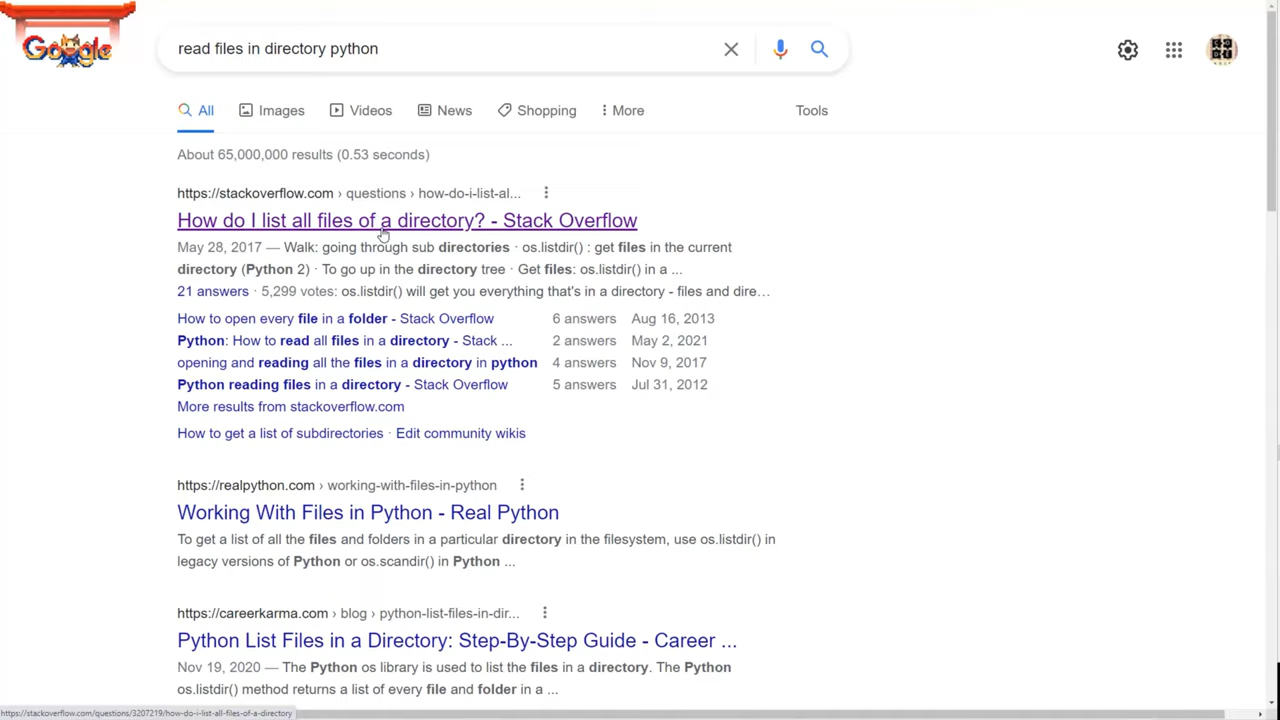 Google
read files in directory python
All
Images
Videos
News
Shopping
More
Tools
About 65,000,000 results (0.53 seconds)
https://stackoverflow.com › questions › how-do-i-list-al...
How do I list all files of a directory? - Stack Overflow
May 28, 2017 — Walk: going through sub directories · os.listdir() : get files in the current
directory (Python 2) · To go up in the directory tree · Get files: os.listdir() in a ...
21 answers · 5,299 votes: os.listdir() will get you everything that's in a directory - files and dire…
How to open every file in a folder - Stack Overflow 6 answers Aug 16, 2013
Python: How to read all files in a directory - Stack ... 2 answers May 2, 2021
opening and reading all the files in a directory in python 4 answers Nov 9, 2017
Python reading files in a directory - Stack Overflow 5 answers Jul 31, 2012
More results from stackoverflow.com
How to get a list of subdirectories · Edit community wikis
https://realpython.com › working-with-files-in-python
Working With Files in Python - Real Python
To get a list of all the files and folders in a particular directory in the filesystem, use os.listdir() in
legacy versions of Python or os.scandir() in Python ...
https://careerkarma.com › blog › python-list-files-in-dir...
Python List Files in a Directory: Step-By-Step Guide - Career ...
Nov 19, 2020 — The Python os library is used to list the files in a directory. The Python
os.listdir() method returns a list of every file and folder in a ...
https://stackoverflow.com/questions/3207219/how-do-i-list-all-files-of-a-directory